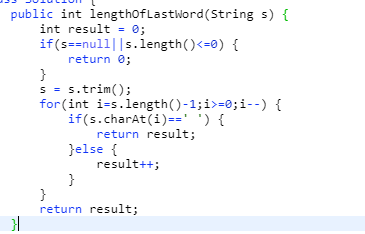 ass Solution {
    public int lengthOfLastWord(String s) {
        int result = 0;
        if(s==null||s.length()<=0) {
            return 0;
        }
        s = s.trim();
        for(int i=s.length()-1;i>=0;i--) {
            if(s.charAt(i)==' ') {
                return result;
            }else {
                result++;
            }
        }
        return result;
    }